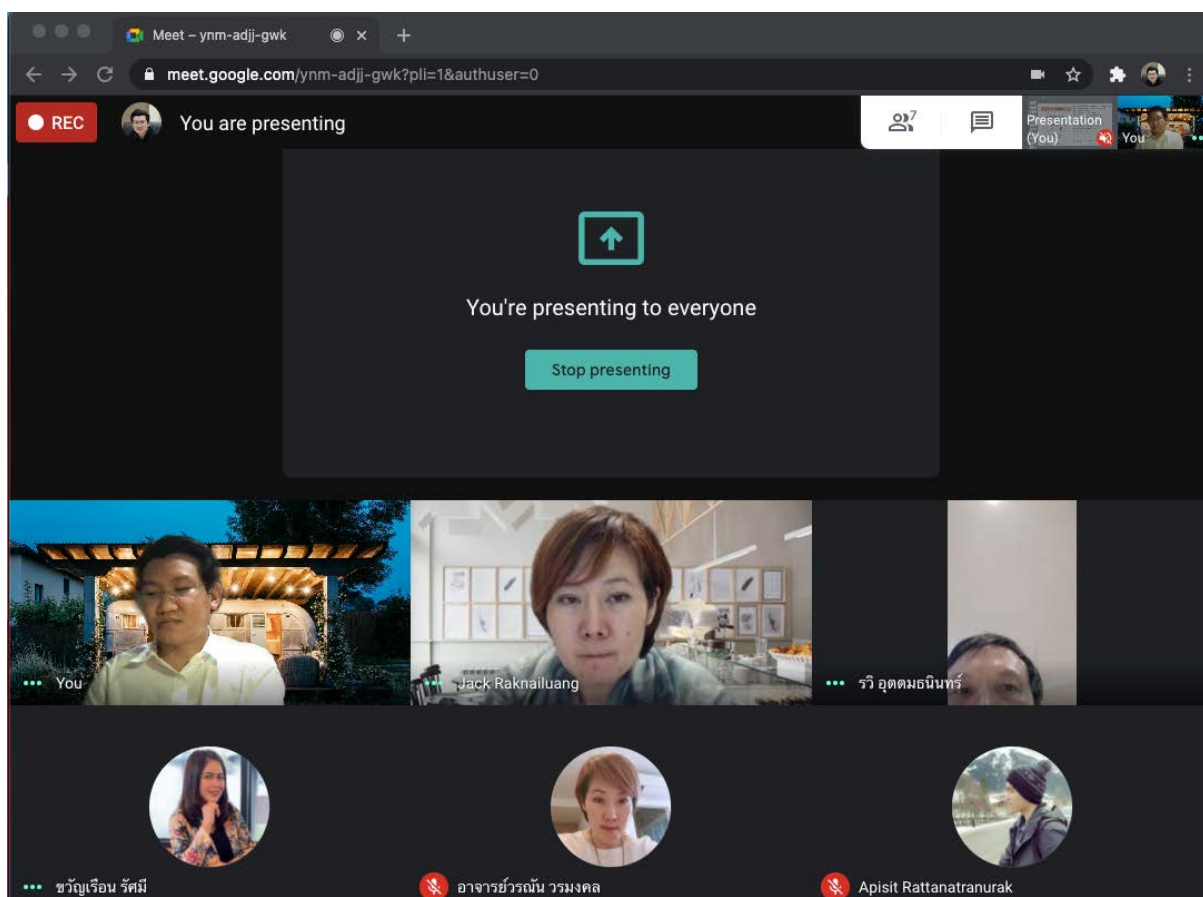 Meet – ynm-adjj-gwk
meet.google.com/ynm-adjj-gwk?pli=1&authuser=0
REC
You are presenting
7
Presentation
(You)
You
You're presenting to everyone
Stop presenting
You
Jack Raknailuang
รวิ อุตตมธนินทร์
ขวัญเรือน รัศมี
อาจารย์วรณัน วรมงคล
Apisit Rattanatranurak